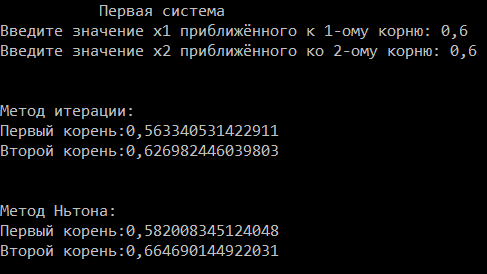 Первая система
Введите значение x1 приближённого к 1-ому корню: 0,6
Введите значение x2 приближённого ко 2-ому корню: 0,6
Метод итерации:
Первый корень:0,563340531422911
Второй корень:0,626982446039803
Метод Ньтона:
Первый корень:0,582008345124048
Второй корень:0,664690144922031